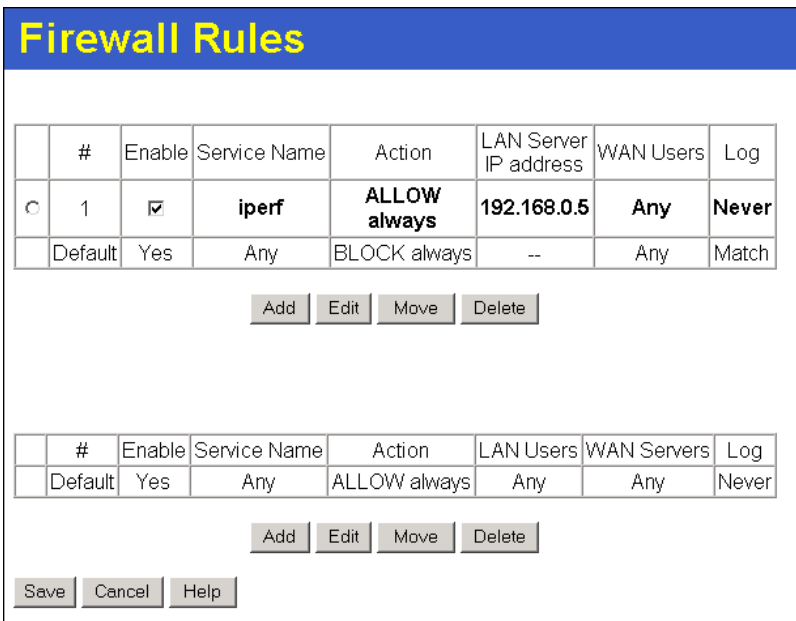 Firewall Rules
# Enable Service Name Action LAN Server IP address WAN Users Log
1 iperf ALLOW always 192.168.0.5 Any Never
Default Yes Any BLOCK always -- Any Match
Add Edit Move Delete
# Enable Service Name Action LAN Users WAN Servers Log
Default Yes Any ALLOW always Any Any Never
Add Edit Move Delete
Save Cancel Help